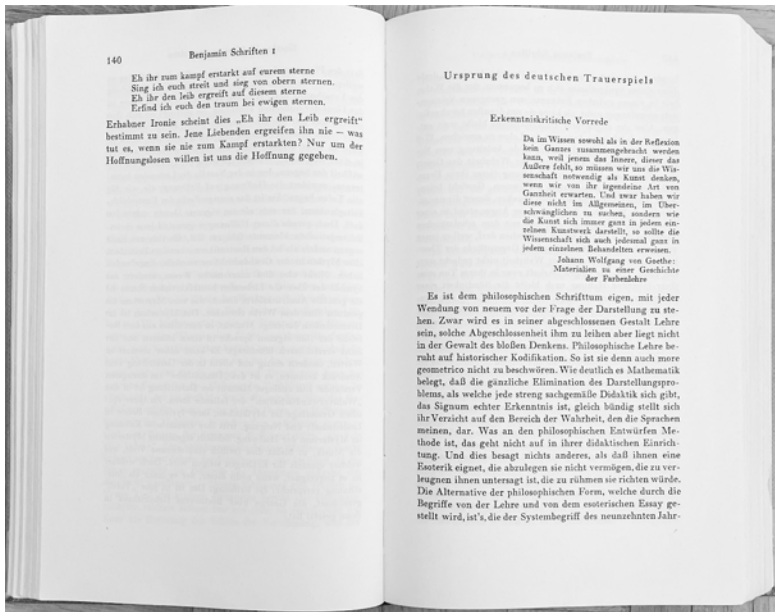 140
Benjamin Schriften I
Eh ihr zum kampf erstarkt auf eurem sterne
Sing ich euch streit und sieg von obern sternen.
Eh ihr den leib ergreift auf diesem sterne
Erfind ich euch den traum bei ewigen sternen.
Erhabner Ironie scheint dies „Eh ihr den Leib ergreift“
bestimmt zu sein. Jene Liebenden ergreifen ihn nie — was
tut es, wenn sie nie zum Kampf erstarkten? Nur um der
Hoffnungslosen willen ist uns die Hoffnung gegeben.
Ursprung des deutschen Trauerspiels
Erkenntniskritische Vorrede
Da im Wissen sowohl als in der Reflexion
kein Ganzes zusammengebracht werden
kann, weil jenem das Innere, dieser das
Äußere fehlt, so müssen wir uns die Wis-
senschaft notwendig als Kunst denken,
wenn wir von ihr irgendeine Art von
Ganzheit erwarten. Und zwar haben wir
diese nicht im Allgemeinen, im Über-
schwänglichen zu suchen, sondern wie
die Kunst sich immer ganz in jedem ein-
zelnen Kunstwerk darstellt, so sollte die
Wissenschaft sich auch jedesmal ganz in
jedem einzelnen Behandelten erweisen.
Johann Wolfgang von Goethe:
Materialien zu einer Geschichte
der Farbenlehre
Es ist dem philosophischen Schrifttum eigen, mit jeder
Wendung von neuem vor der Frage der Darstellung zu ste-
hen. Zwar wird es in seiner abgeschlossenen Gestalt Lehre
sein, solche Abgeschlossenheit ihm zu leihen aber liegt nicht
in der Gewalt des bloßen Denkens. Philosophische Lehre be-
ruht auf historischer Kodifikation. So ist sie denn auch more
geometrico nicht zu beschwören. Wie deutlich es Mathematik
belegt, daß die gänzliche Elimination des Darstellungspro-
blems, als welche jede streng sachgemäße Didaktik sich gibt,
das Signum echter Erkenntnis ist, gleich bündig stellt sich
ihr Verzicht auf den Bereich der Wahrheit, den die Sprachen
meinen, dar. Was an den philosophischen Entwürfen Me-
thode ist, das geht nicht auf in ihrer didaktischen Einrich-
tung. Und dies besagt nichts anderes, als daß ihnen eine
Esoterik eignet, die abzulegen sie nicht vermögen, die zu ver-
leugnen ihnen untersagt ist, die zu rühmen sie richten würde.
Die Alternative der philosophischen Form, welche durch die
Begriffe von der Lehre und von dem esoterischen Essay ge-
stellt wird, ist's, die der Systembegriff des neunzehnten Jahr-